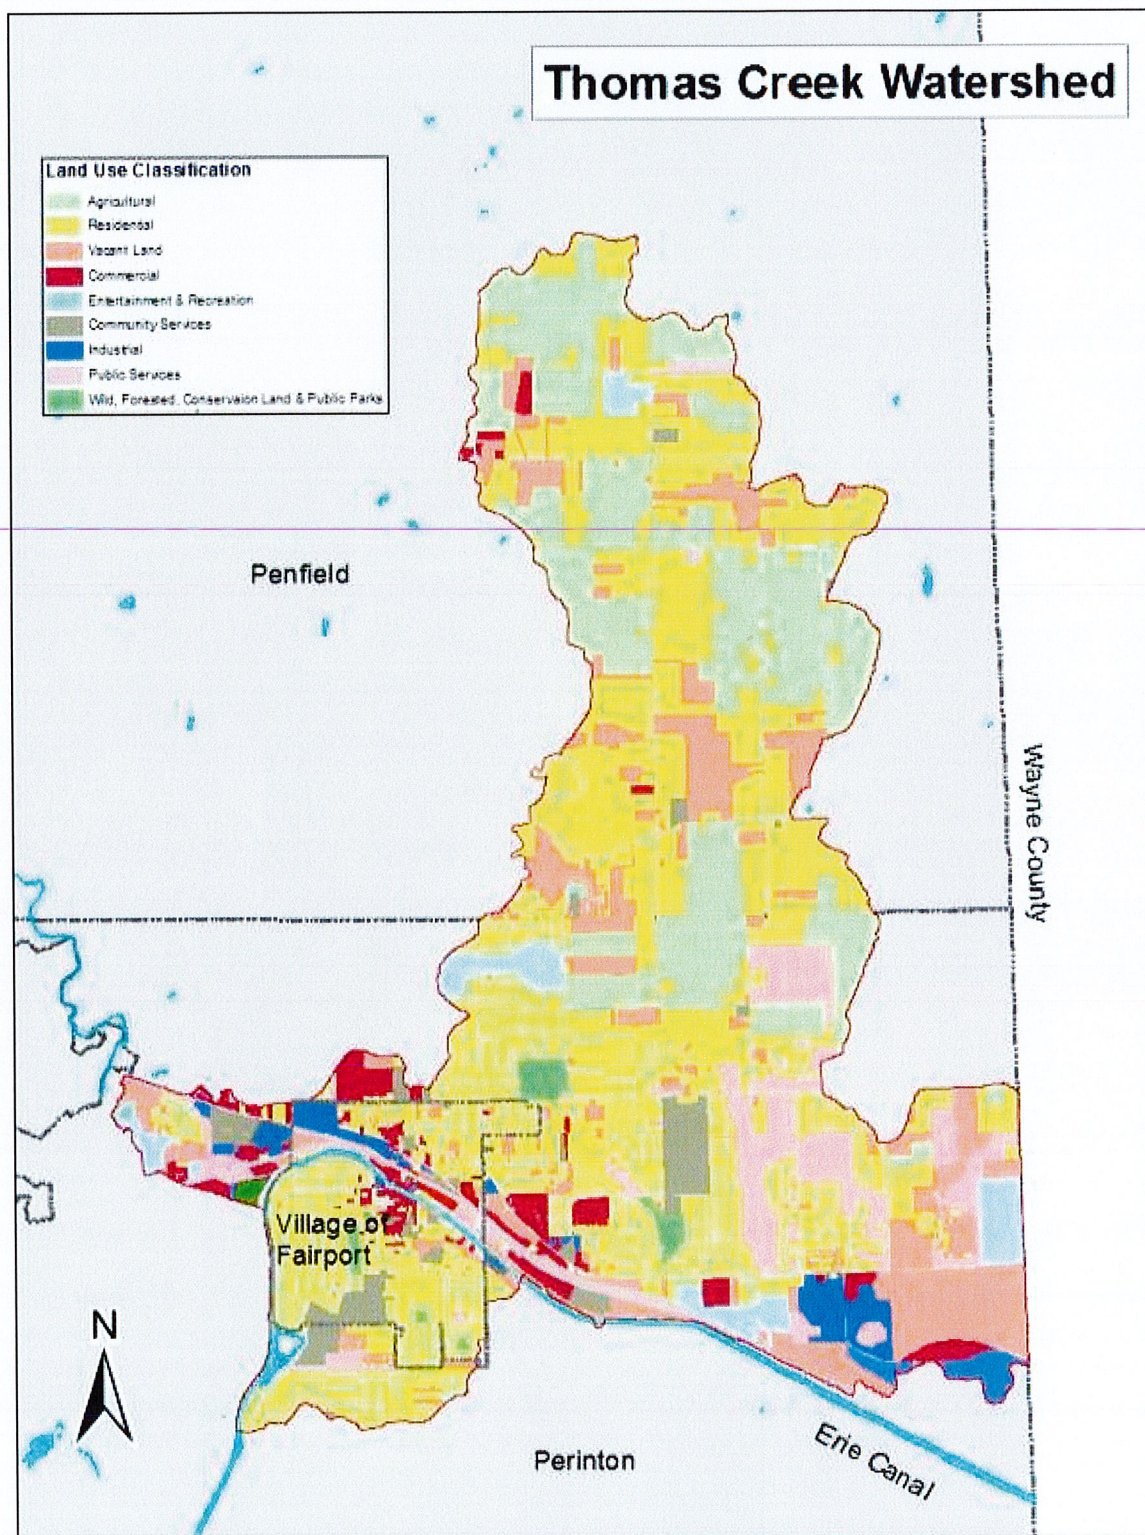 Thomas Creek Watershed
Land Use Classification
Agricultural
Residential
Vacant Land
Commercial
Entertainment & Recreation
Community Services
Industrial
Public Services
Wild, Forested, Conservaion Land & Public Parks
Penfield
Wayne County
Village of
Fairport
N
Erie Canal
Perinton